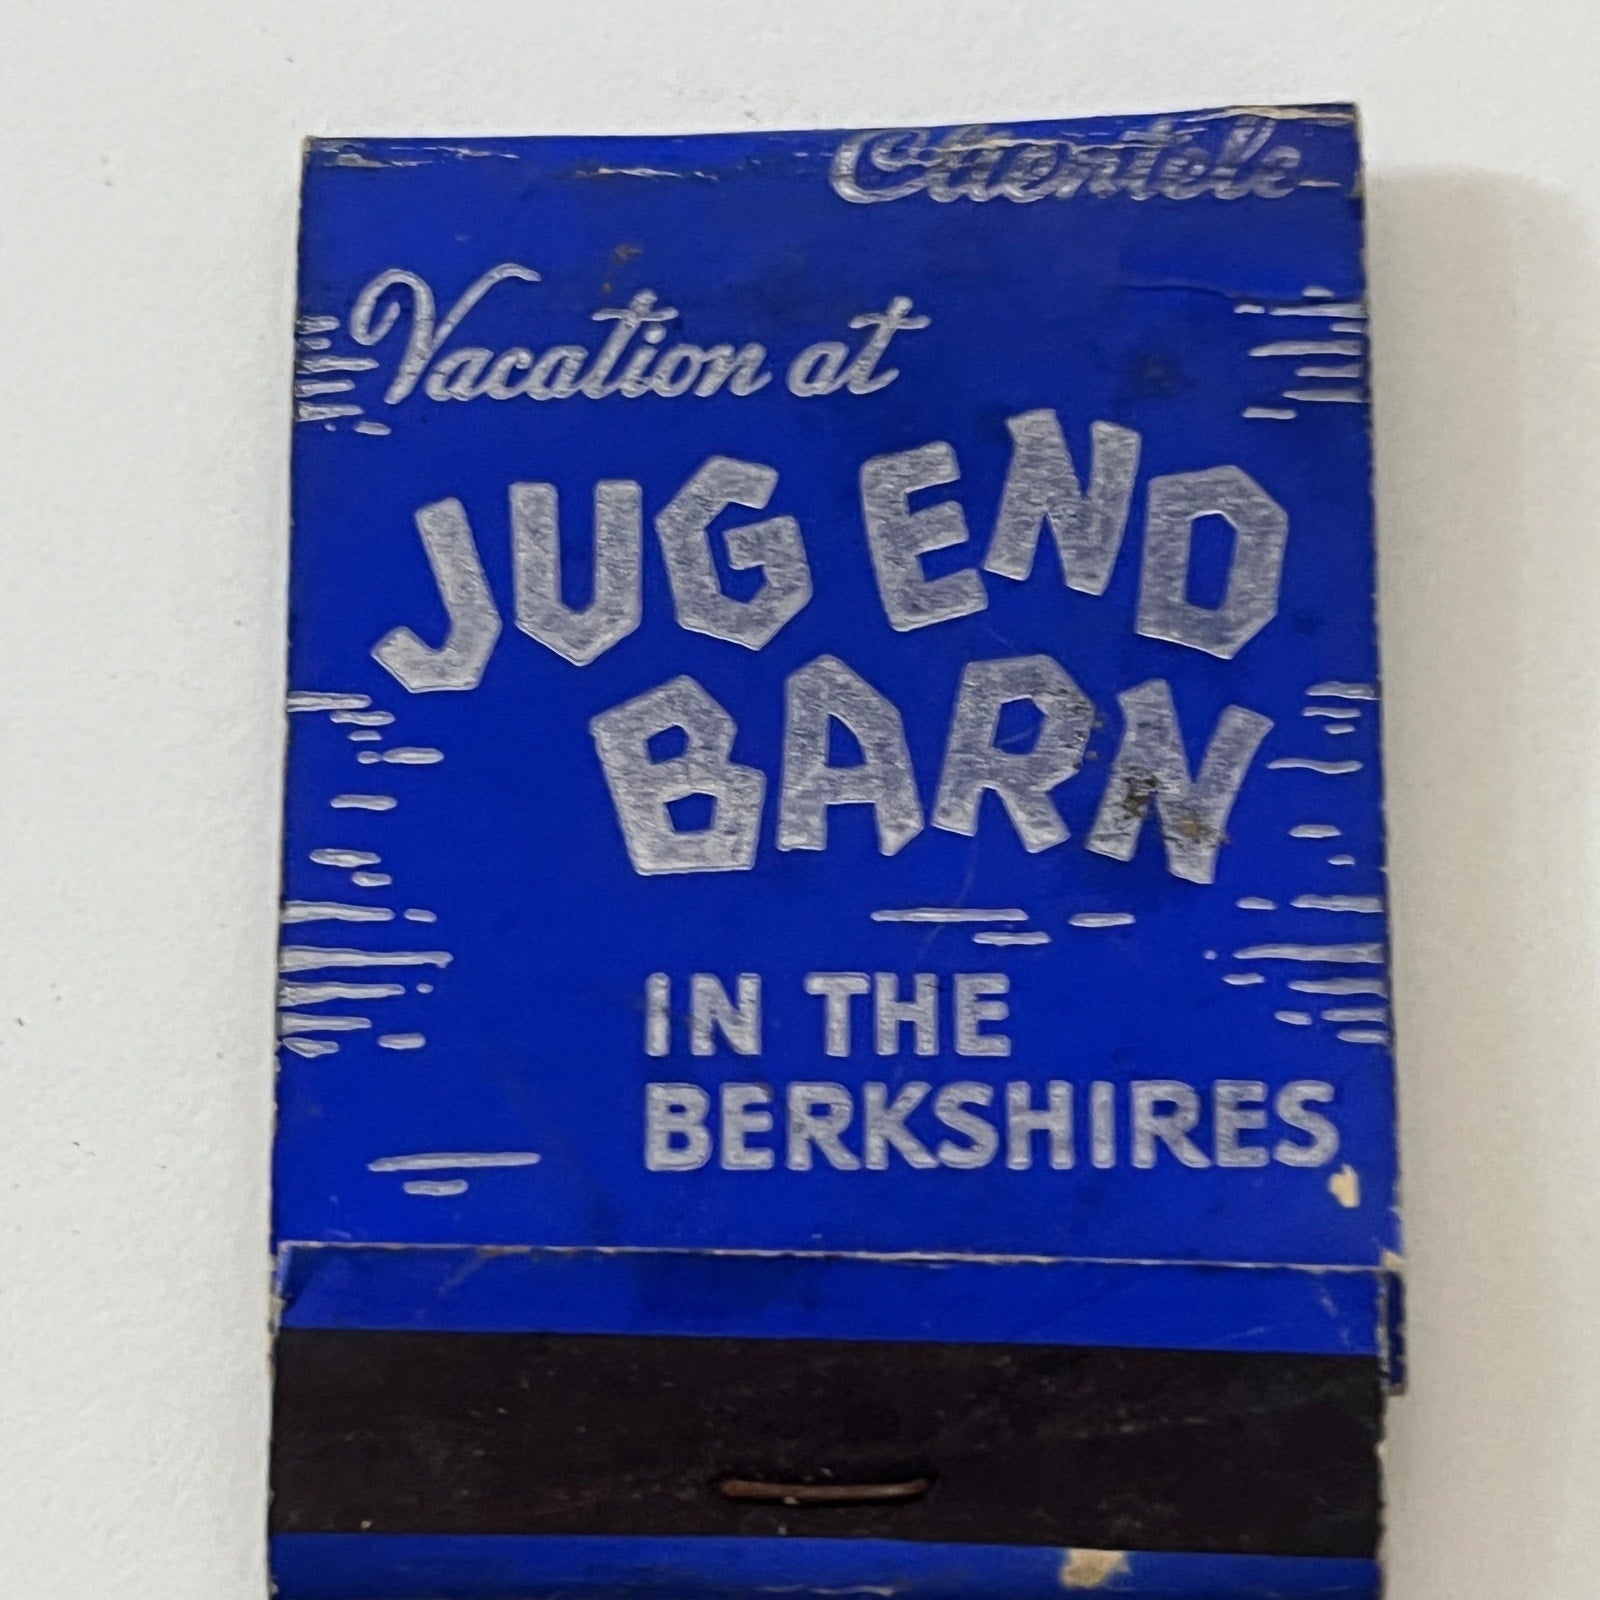 Clientele
Vacation at
JUG END
BARN
IN THE
BERKSHIRES